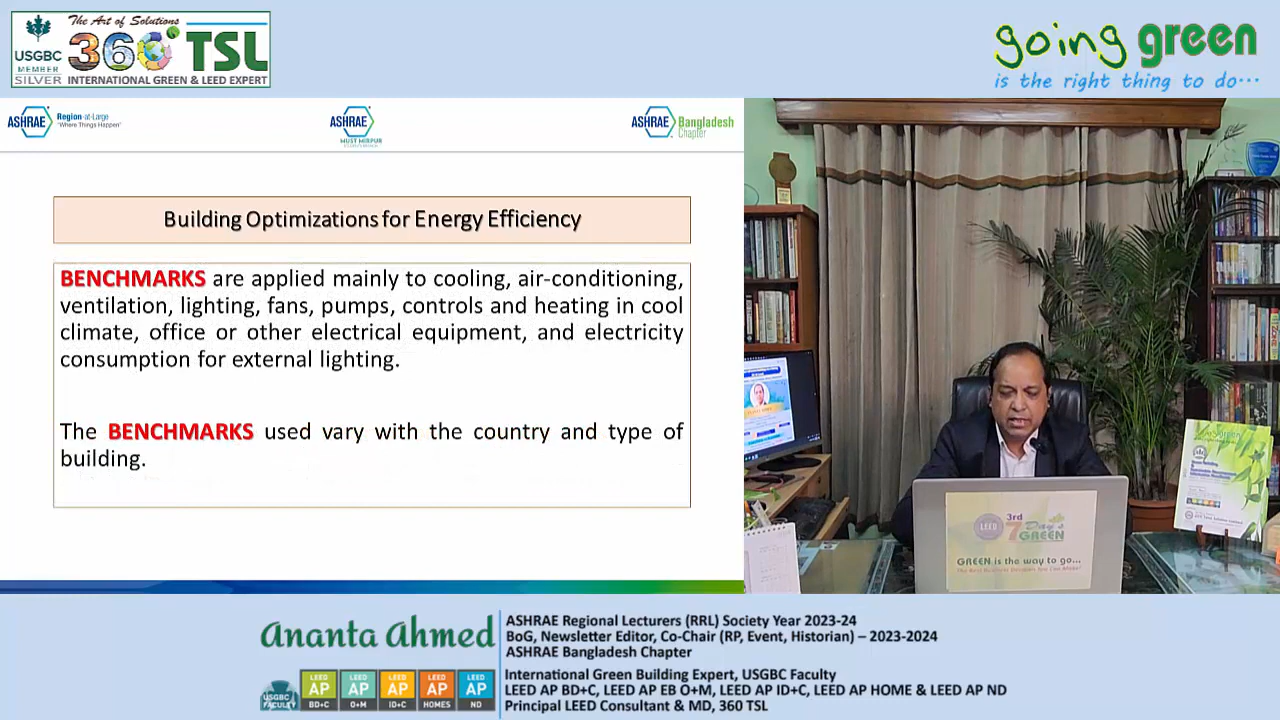 The Art of Solutions
USGBC
MEMBER
SILVER
360 TSL
INTERNATIONAL GREEN & LEED EXPERT
going green
is the right thing to do...
ASHRAE
Region-at-Large
"Where Things Happen"
ASHRAE
MUST MIRPUR
ASHRAE
Bangladesh
Chapter
Building Optimizations for Energy Efficiency
BENCHMARKS are applied mainly to cooling, air-conditioning,
ventilation, lighting, fans, pumps, controls and heating in cool
climate, office or other electrical equipment, and electricity
consumption for external lighting.
The BENCHMARKS used vary with the country and type of
building.
LEED
3rd
7 Day's
GREEN
GREEN is the way to go...
Ananta Ahmed
ASHRAE Regional Lecturers (RRL) Society Year 2023-24
BoG, Newsletter Editor, Co-Chair (RP, Event, Historian) – 2023-2024
ASHRAE Bangladesh Chapter
International Green Building Expert, USGBC Faculty
LEED AP BD+C, LEED AP EB O+M, LEED AP ID+C, LEED AP HOME & LEED AP ND
Principal LEED Consultant & MD, 360 TSL
USGBC
FACULTY
LEED AP BD+C
LEED AP O+M
LEED AP ID+C
LEED AP HOMES
LEED AP ND